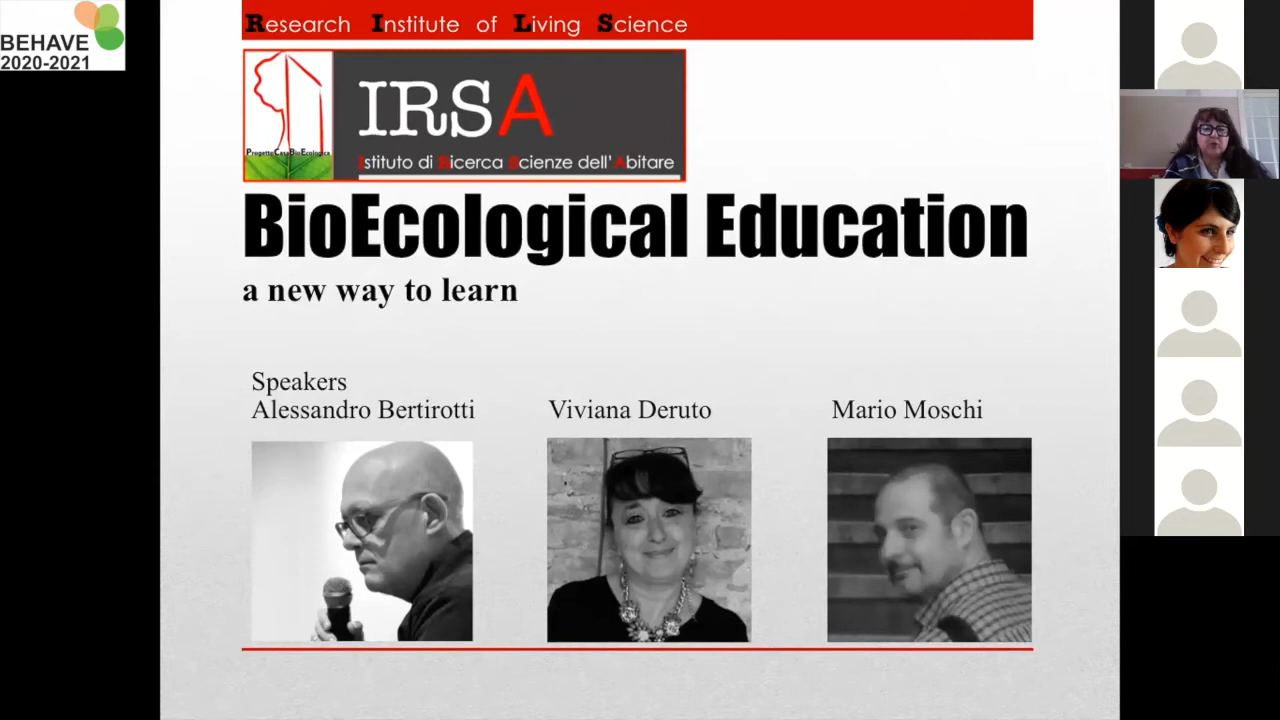 BEHAVE
2020-2021
Research Institute of Living Science
IRSA
ProgettoCasaBioEcologica
Istituto di Ricerca Scienze dell'Abitare
BioEcological Education
a new way to learn
Speakers
Alessandro Bertirotti
Viviana Deruto
Mario Moschi